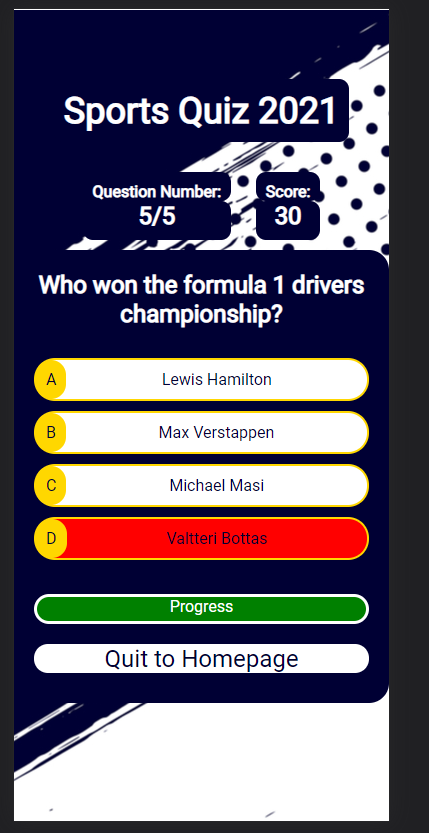 Sports Quiz 2021
Question Number: Score:
5/5 30
Who won the formula 1 drivers
championship?
A Lewis Hamilton
B Max Verstappen
C Michael Masi
D Valtteri Bottas
Progress
Quit to Homepage